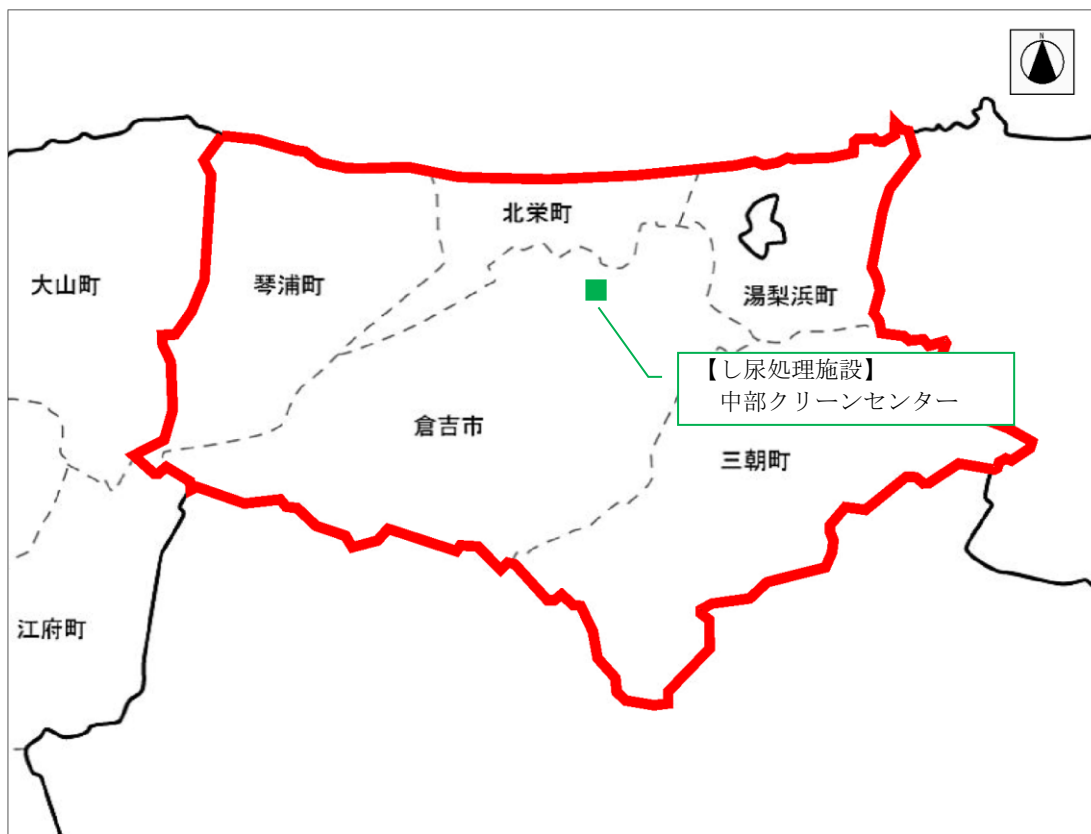 N
北栄町
大山町
琴浦町
湯梨浜町
【し尿処理施設】
中部クリーンセンター
倉吉市
三朝町
江府町